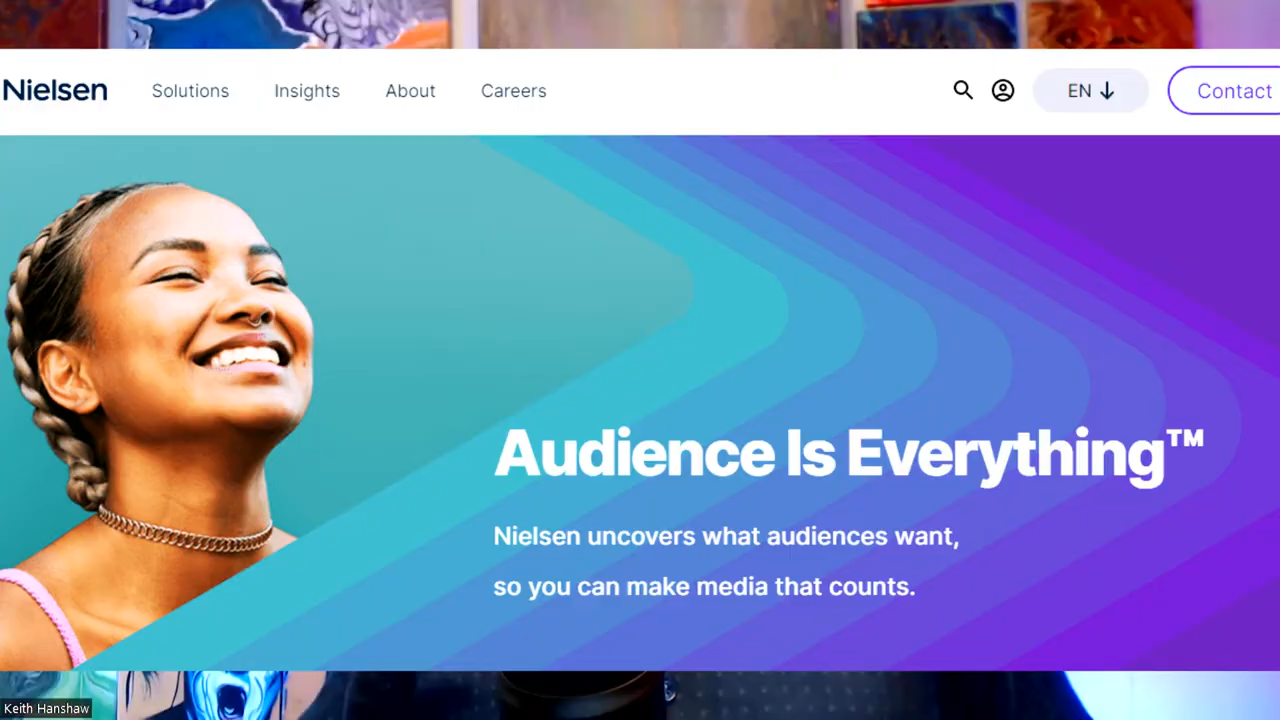 Nielsen Solutions Insights About Careers EN Contact
Audience Is Everything™
Nielsen uncovers what audiences want,
so you can make media that counts.
Keith Hanshaw